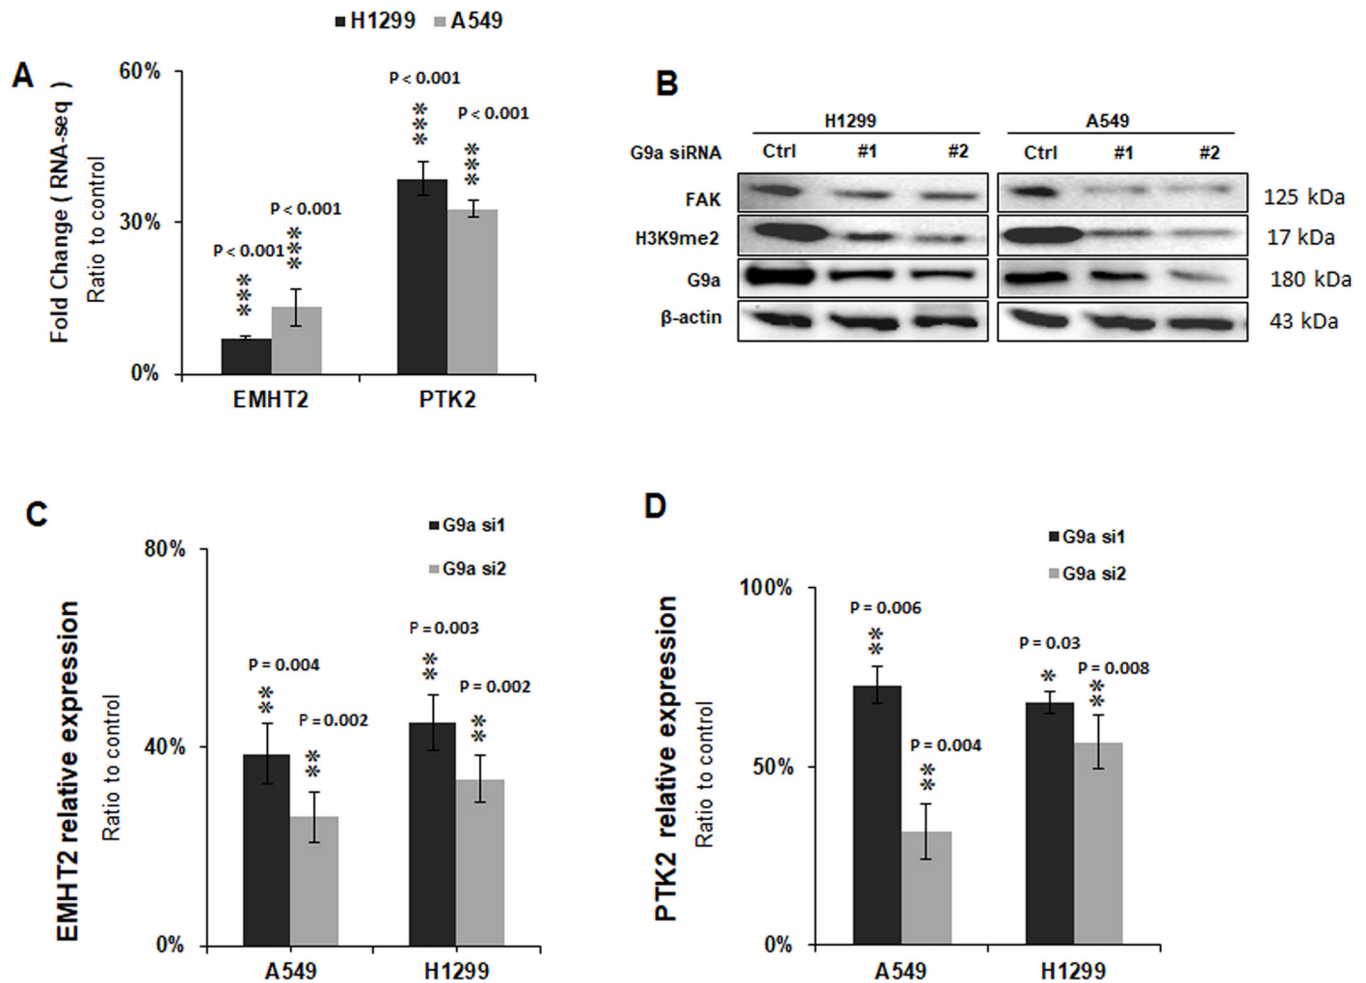 H1299 A549
A
Fold Change ( RNA-seq )
Ratio to control
60%
30%
0%
P < 0.001
***
P < 0.001
***
P < 0.001
***
P < 0.001
***
EMHT2 PTK2
B
H1299 A549
G9a siRNA Ctrl #1 #2 Ctrl #1 #2
FAK 125 kDa
H3K9me2 17 kDa
G9a 180 kDa
β-actin 43 kDa
C
G9a si1
G9a si2
EMHT2 relative expression
Ratio to control
80%
40%
0%
P = 0.004
**
P = 0.002
**
P = 0.003
**
P = 0.002
**
A549 H1299
D
G9a si1
G9a si2
PTK2 relative expression
Ratio to control
100%
50%
0%
P = 0.006
**
P = 0.004
**
P = 0.03
*
P = 0.008
**
A549 H1299